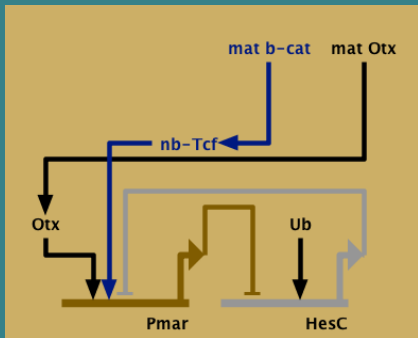 mat b-cat mat Otx
nb-Tcf
Otx
Ub
Pmar
HesC